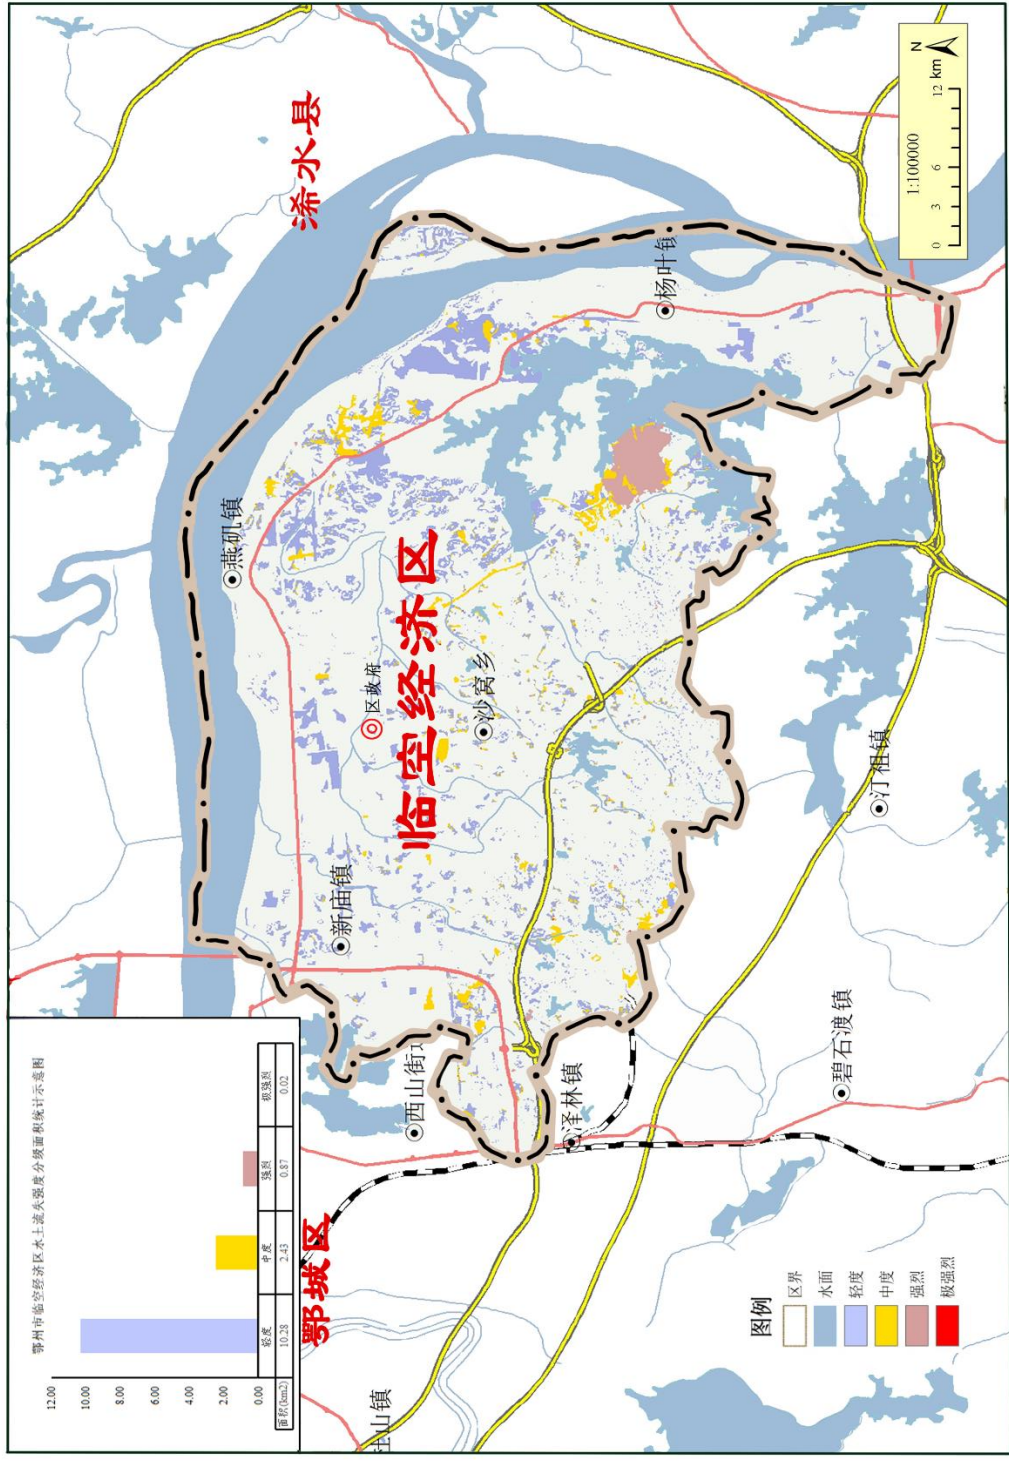 鄂州市临空经济区水土流失强度分级面积统计示意图
12.00
10.00
8.00
6.00
4.00
2.00
0.00
轻度 中度 强烈 极强烈
面积(km2) 10.28 2.43 0.87 0.02
浠水县
燕矶镇
新庙镇
区政府
临空经济区
沙窝乡
杨叶镇
西山街
泽林镇
鄂城区
碧石渡镇
汀祖镇
山镇
图例
区界
水面
轻度
中度
强烈
极强烈
N
1:100000
0 3 6 12 km